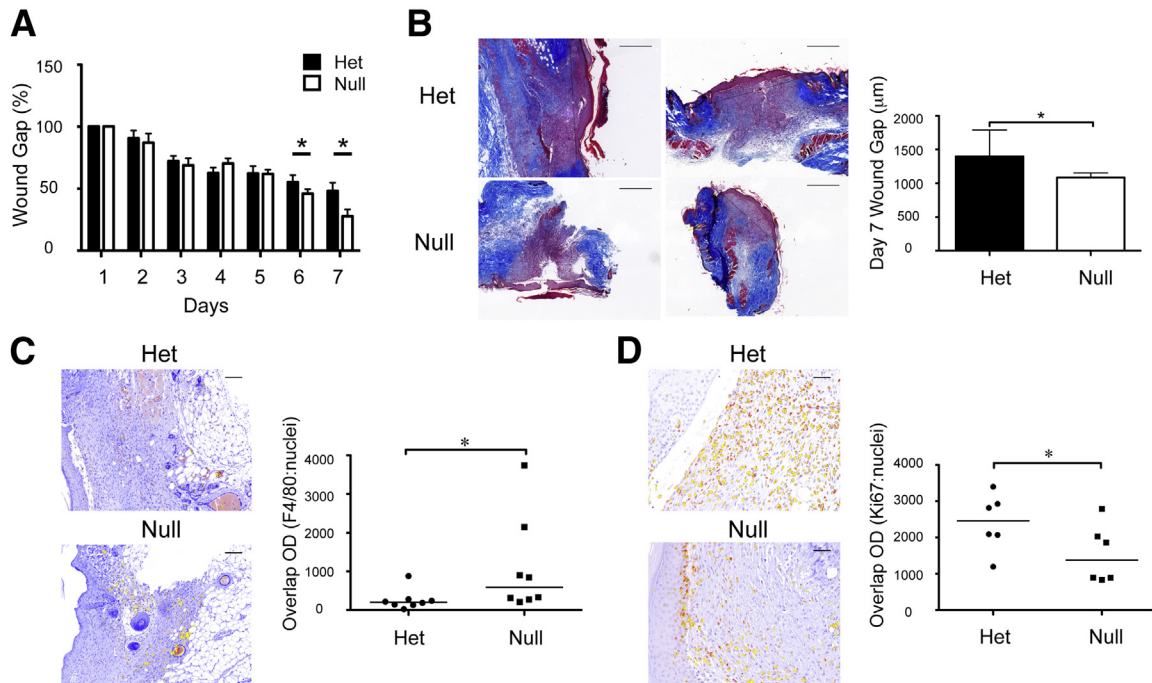 A
Wound Gap (%)
150
100
50
0
Het
Null
*
*
1 2 3 4 5 6 7
Days
B
Het
Null
Day 7 Wound Gap (μm)
2000
1500
1000
500
0
*
Het Null
C
Het
Null
Overlap OD (F4/80:nuclei)
4000
3000
2000
1000
0
*
Het Null
D
Het
Null
Overlap OD (Ki67:nuclei)
4000
3000
2000
1000
0
*
Het Null